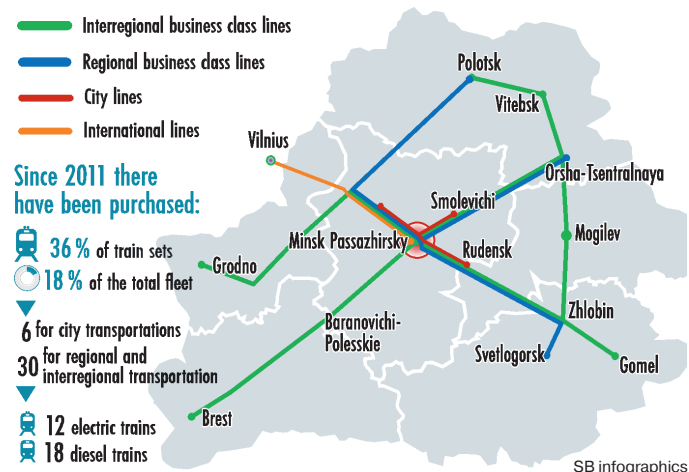 Interregional business class lines
Regional business class lines
City lines
International lines
Since 2011 there
have been purchased:
36 % of train sets
18 % of the total fleet
6 for city transportations
30 for regional and
interregional transportation
12 electric trains
18 diesel trains
Polotsk
Vitebsk
Vilnius
Orsha-Tsentralnaya
Smolevichi
Minsk Passazhirsky
Mogilev
Rudensk
Grodno
Zhlobin
Baranovichi-
Polesskie
Svetlogorsk
Gomel
Brest
SB infographics